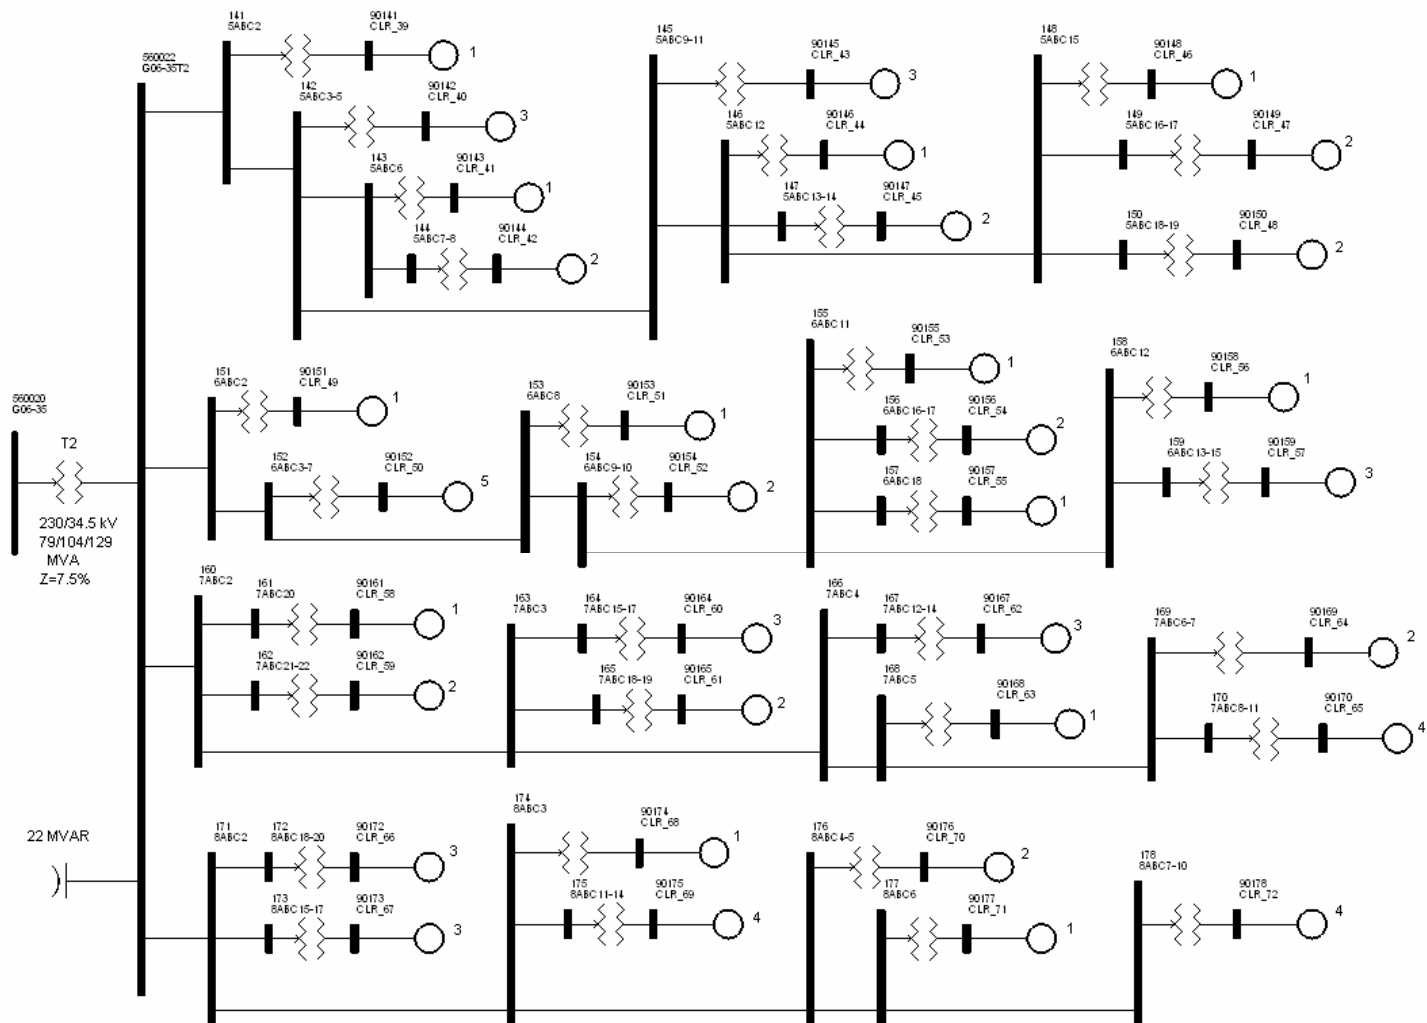 560022
G06-35T2
141
5ABC2
90141
CLR_39
1
142
5ABC3-5
90142
CLR_40
3
143
5ABC6
90143
CLR_41
1
144
5ABC7-8
90144
CLR_42
2
145
5ABC9-11
90145
CLR_43
3
146
5ABC12
90146
CLR_44
1
147
5ABC13-14
90147
CLR_45
2
148
5ABC15
90148
CLR_46
1
149
5ABC16-17
90149
CLR_47
2
150
5ABC18-19
90150
CLR_48
2
560020
G06-35
T2
230/34.5 kV
79/104/129
MVA
Z=7.5%
151
6ABC2
90151
CLR_49
1
152
6ABC3-7
90152
CLR_50
5
153
6ABC8
90153
CLR_51
1
154
6ABC9-10
90154
CLR_52
2
155
6ABC11
90155
CLR_53
1
156
6ABC16-17
90156
CLR_54
2
157
6ABC18
90157
CLR_55
1
158
6ABC12
90158
CLR_56
1
159
6ABC13-15
90159
CLR_57
3
160
7ABC2
161
7ABC20
90161
CLR_58
1
162
7ABC21-22
90162
CLR_59
2
163
7ABC3
164
7ABC15-17
90164
CLR_60
3
165
7ABC18-19
90165
CLR_61
2
166
7ABC4
167
7ABC12-14
90167
CLR_62
3
168
7ABC5
90168
CLR_63
1
169
7ABC6-7
90169
CLR_64
2
170
7ABC8-11
90170
CLR_65
4
22 MVAR
171
8ABC2
172
8ABC18-20
90172
CLR_66
3
173
8ABC15-17
90173
CLR_67
3
174
8ABC3
90174
CLR_68
1
175
8ABC11-14
90175
CLR_69
4
176
8ABC4-5
90176
CLR_70
2
177
8ABC6
90177
CLR_71
1
178
8ABC7-10
90178
CLR_72
4